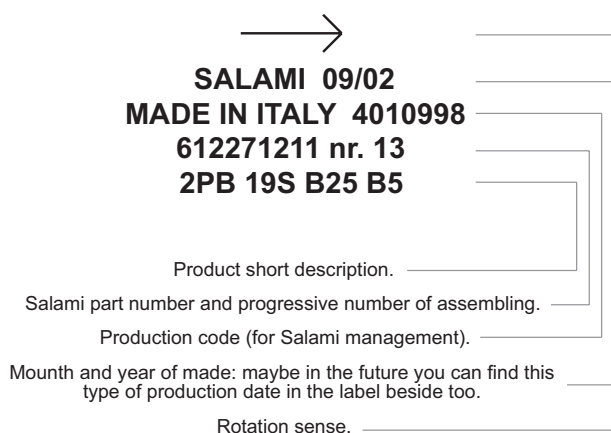 SALAMI 09/02
MADE IN ITALY 4010998
612271211 nr. 13
2PB 19S B25 B5
Product short description.
Salami part number and progressive number of assembling.
Production code (for Salami management).
Mounth and year of made: maybe in the future you can find this
type of production date in the label beside too.
Rotation sense.